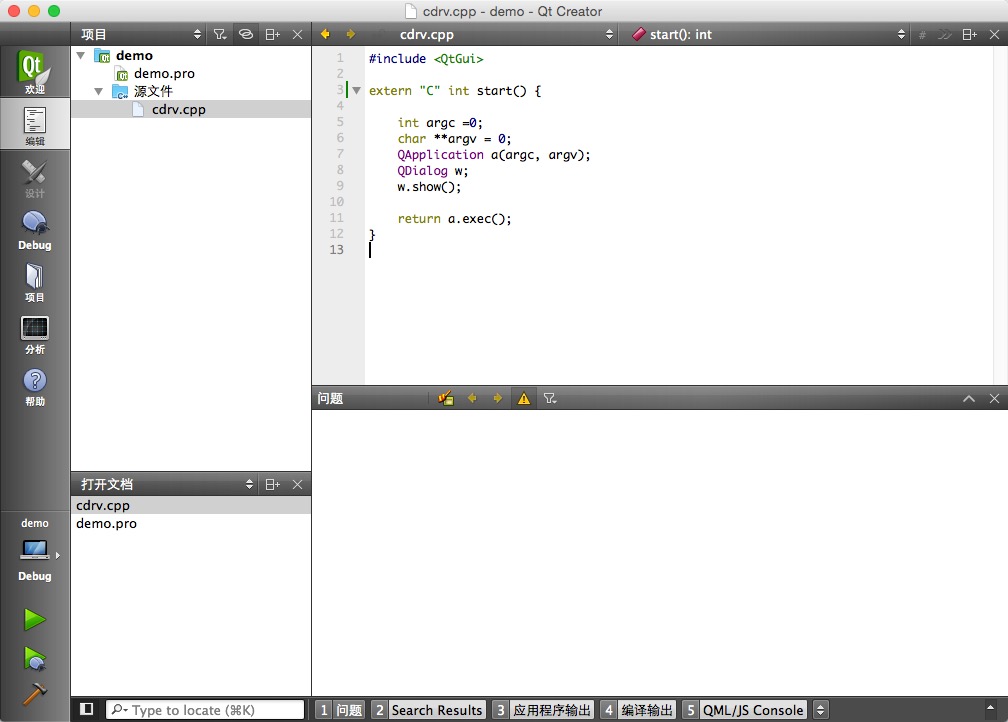 cdrv.cpp - demo - Qt Creator
项目
cdrv.cpp
start(): int
#
Qt
欢迎
编辑
设计
Debug
项目
分析
帮助
demo
Debug
demo
demo.pro
源文件
cdrv.cpp
1 #include <QtGui>
2
3 extern "C" int start() {
4
5 int argc =0;
6 char **argv = 0;
7 QApplication a(argc, argv);
8 QDialog w;
9 w.show();
10
11 return a.exec();
12 }
13
问题
打开文档
cdrv.cpp
demo.pro
Type to locate (⌘K)
1 问题
2 Search Results
3 应用程序输出
4 编译输出
5 QML/JS Console